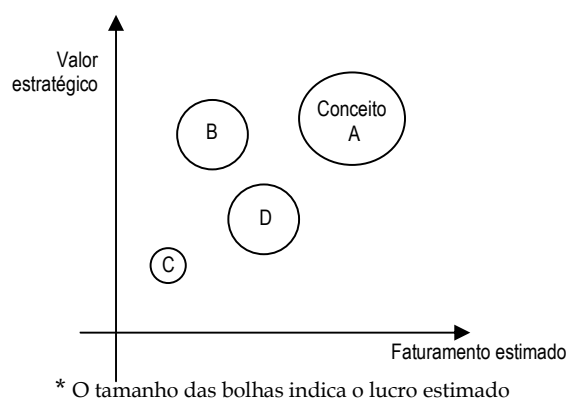 Valor
estratégico
Conceito
A
B
D
C
Faturamento estimado
* O tamanho das bolhas indica o lucro estimado